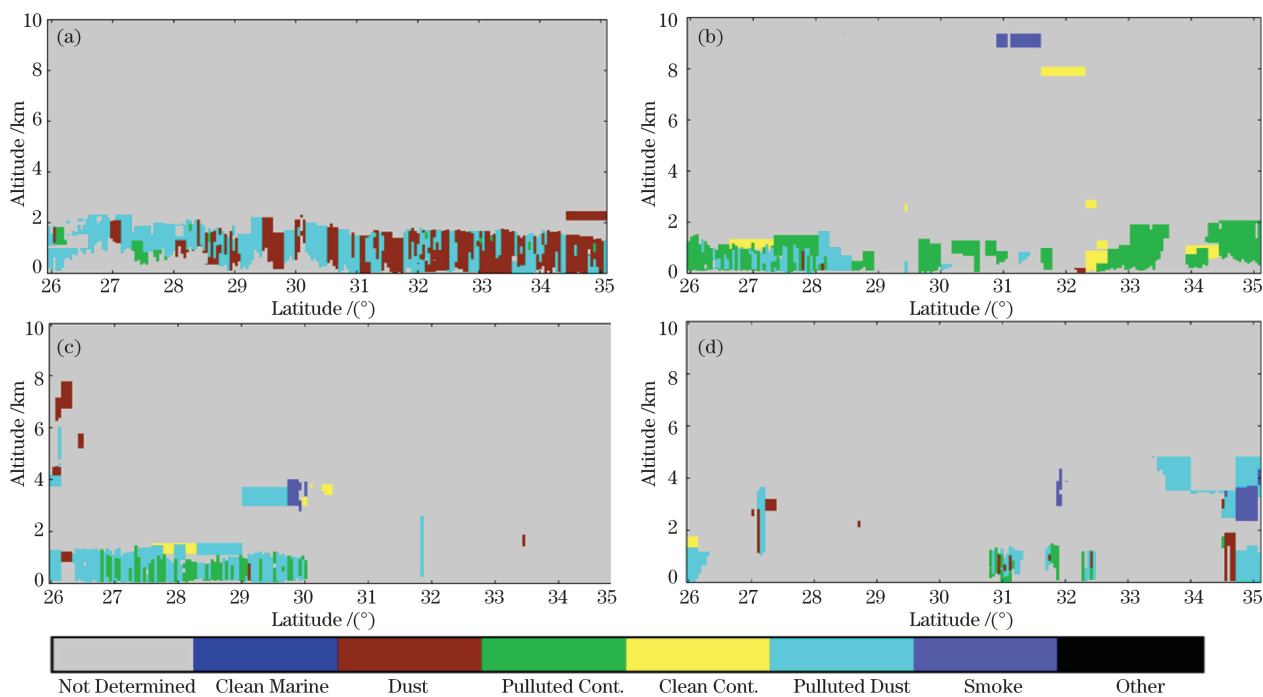 (a)
10
8
6
4
2
0
Altitude /km
26 27 28 29 30 31 32 33 34 35
Latitude /(°)
(b)
10
8
6
4
2
0
Altitude /km
26 27 28 29 30 31 32 33 34 35
Latitude /(°)
(c)
10
8
6
4
2
0
Altitude /km
26 27 28 29 30 31 32 33 34 35
Latitude /(°)
(d)
10
8
6
4
2
0
Altitude /km
26 27 28 29 30 31 32 33 34 35
Latitude /(°)
Not Determined Clean Marine Dust Pulluted Cont. Clean Cont. Pulluted Dust Smoke Other